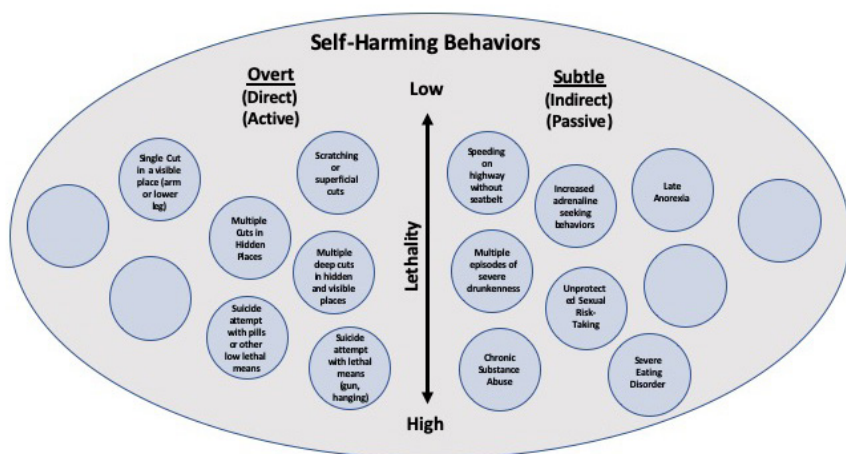 Self-Harming Behaviors
Overt
(Direct)
(Active)
Low
Subtle
(Indirect)
(Passive)
Single Cut
in a visible
place (arm
or lower
leg)
Scratching
or
superficial
cuts
Multiple
Cuts in
Hidden
Places
Multiple
deep cuts
in hidden
and visible
places
Suicide
attempt
with pills
or other
low lethal
means
Suicide
attempt
with lethal
means
(gun,
hanging)
Lethality
High
Speeding
on
highway
without
seatbelt
Increased
adrenaline
seeking
behaviors
Late
Anorexia
Multiple
episodes of
severe
drunkenness
Unprotect
ed Sexual
Risk-
Taking
Chronic
Substance
Abuse
Severe
Eating
Disorder